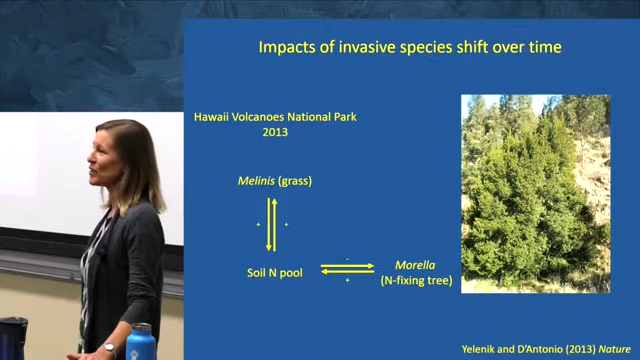 Impacts of invasive species shift over time
Hawaii Volcanoes National Park
2013
Melinis (grass)
+ +
-
Soil N pool
Morella
+
(N-fixing tree)
Yelenik and D'Antonio (2013) Nature